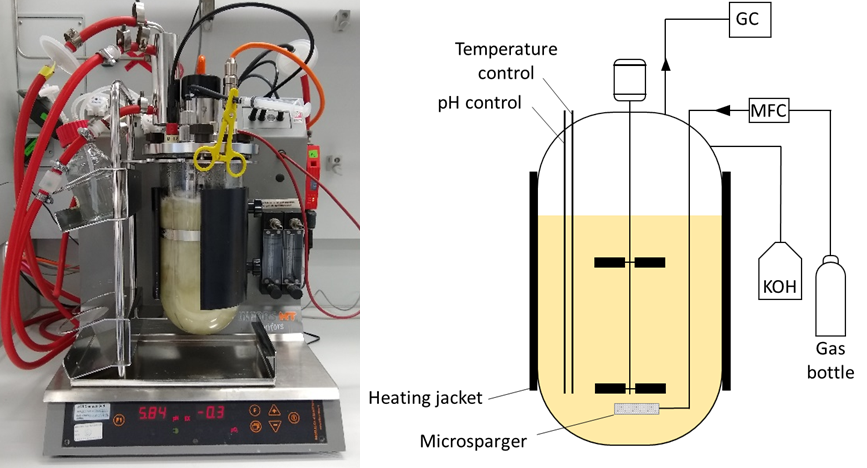 5.84
-0.3
Temperature
control
pH control
GC
MFC
KOH
Gas
bottle
Heating jacket
Microsparger